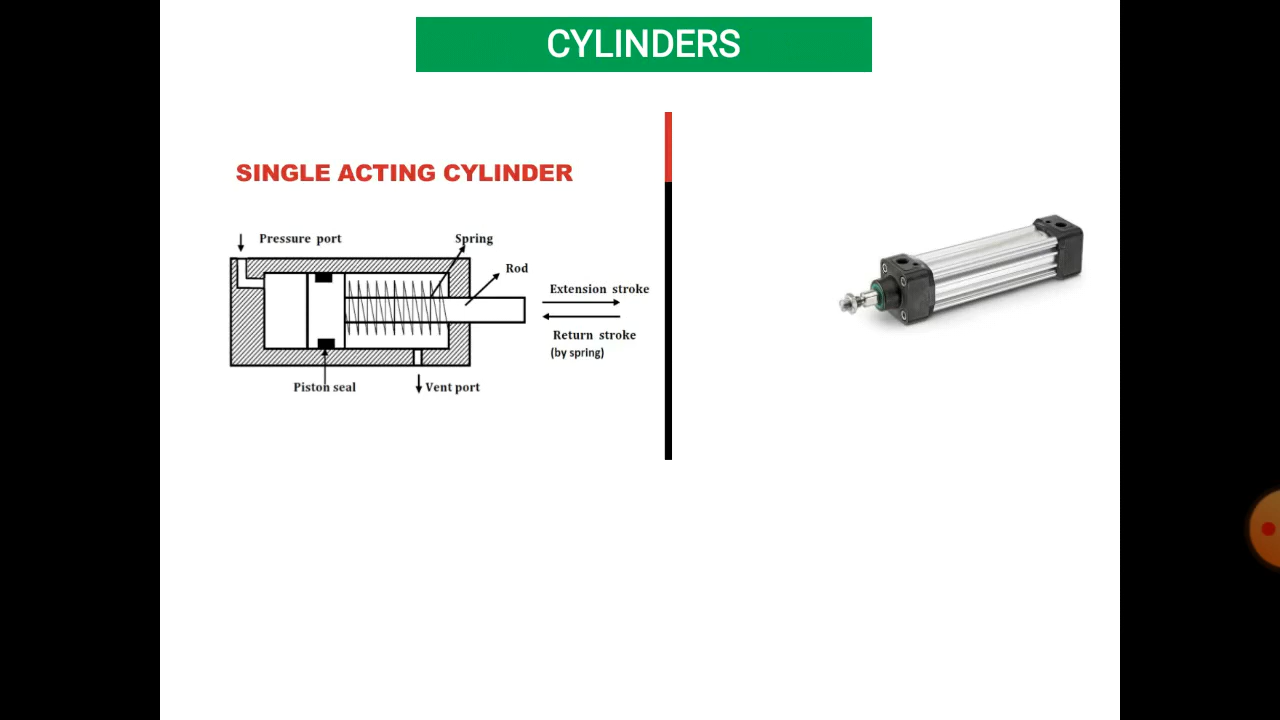 CYLINDERS
SINGLE ACTING CYLINDER
Pressure port
Spring
Rod
Extension stroke
Return stroke
(by spring)
Piston seal
Vent port